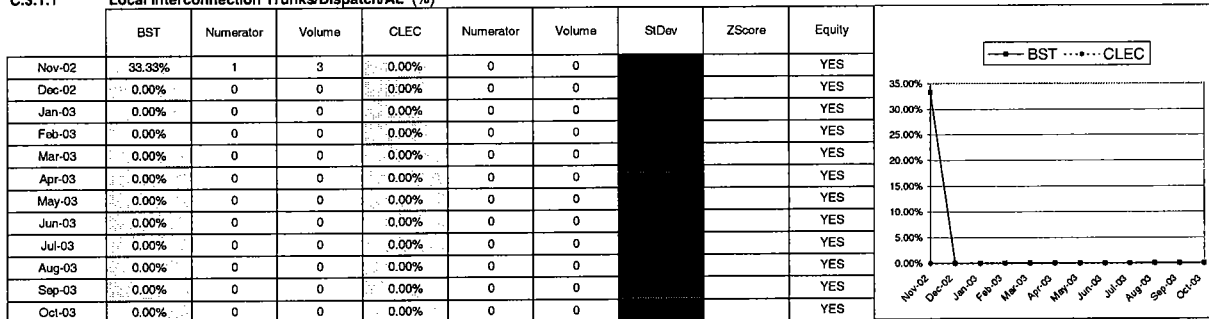 C.3.1.1 Local Interconnection Trunks/Dispatch/AL (%)
BST Numerator Volume CLEC Numerator Volume StDev ZScore Equity
Nov-02 33.33% 1 3 0.00% 0 0 YES
Dec-02 0.00% 0 0 0.00% 0 0 YES
Jan-03 0.00% 0 0 0.00% 0 0 YES
Feb-03 0.00% 0 0 0.00% 0 0 YES
Mar-03 0.00% 0 0 0.00% 0 0 YES
Apr-03 0.00% 0 0 0.00% 0 0 YES
May-03 0.00% 0 0 0.00% 0 0 YES
Jun-03 0.00% 0 0 0.00% 0 0 YES
Jul-03 0.00% 0 0 0.00% 0 0 YES
Aug-03 0.00% 0 0 0.00% 0 0 YES
Sep-03 0.00% 0 0 0.00% 0 0 YES
Oct-03 0.00% 0 0 0.00% 0 0 YES
BST CLEC
35.00%
30.00%
25.00%
20.00%
15.00%
10.00%
5.00%
0.00%
Nov-02 Dec-02 Jan-03 Feb-03 Mar-03 Apr-03 May-03 Jun-03 Jul-03 Aug-03 Sep-03 Oct-03